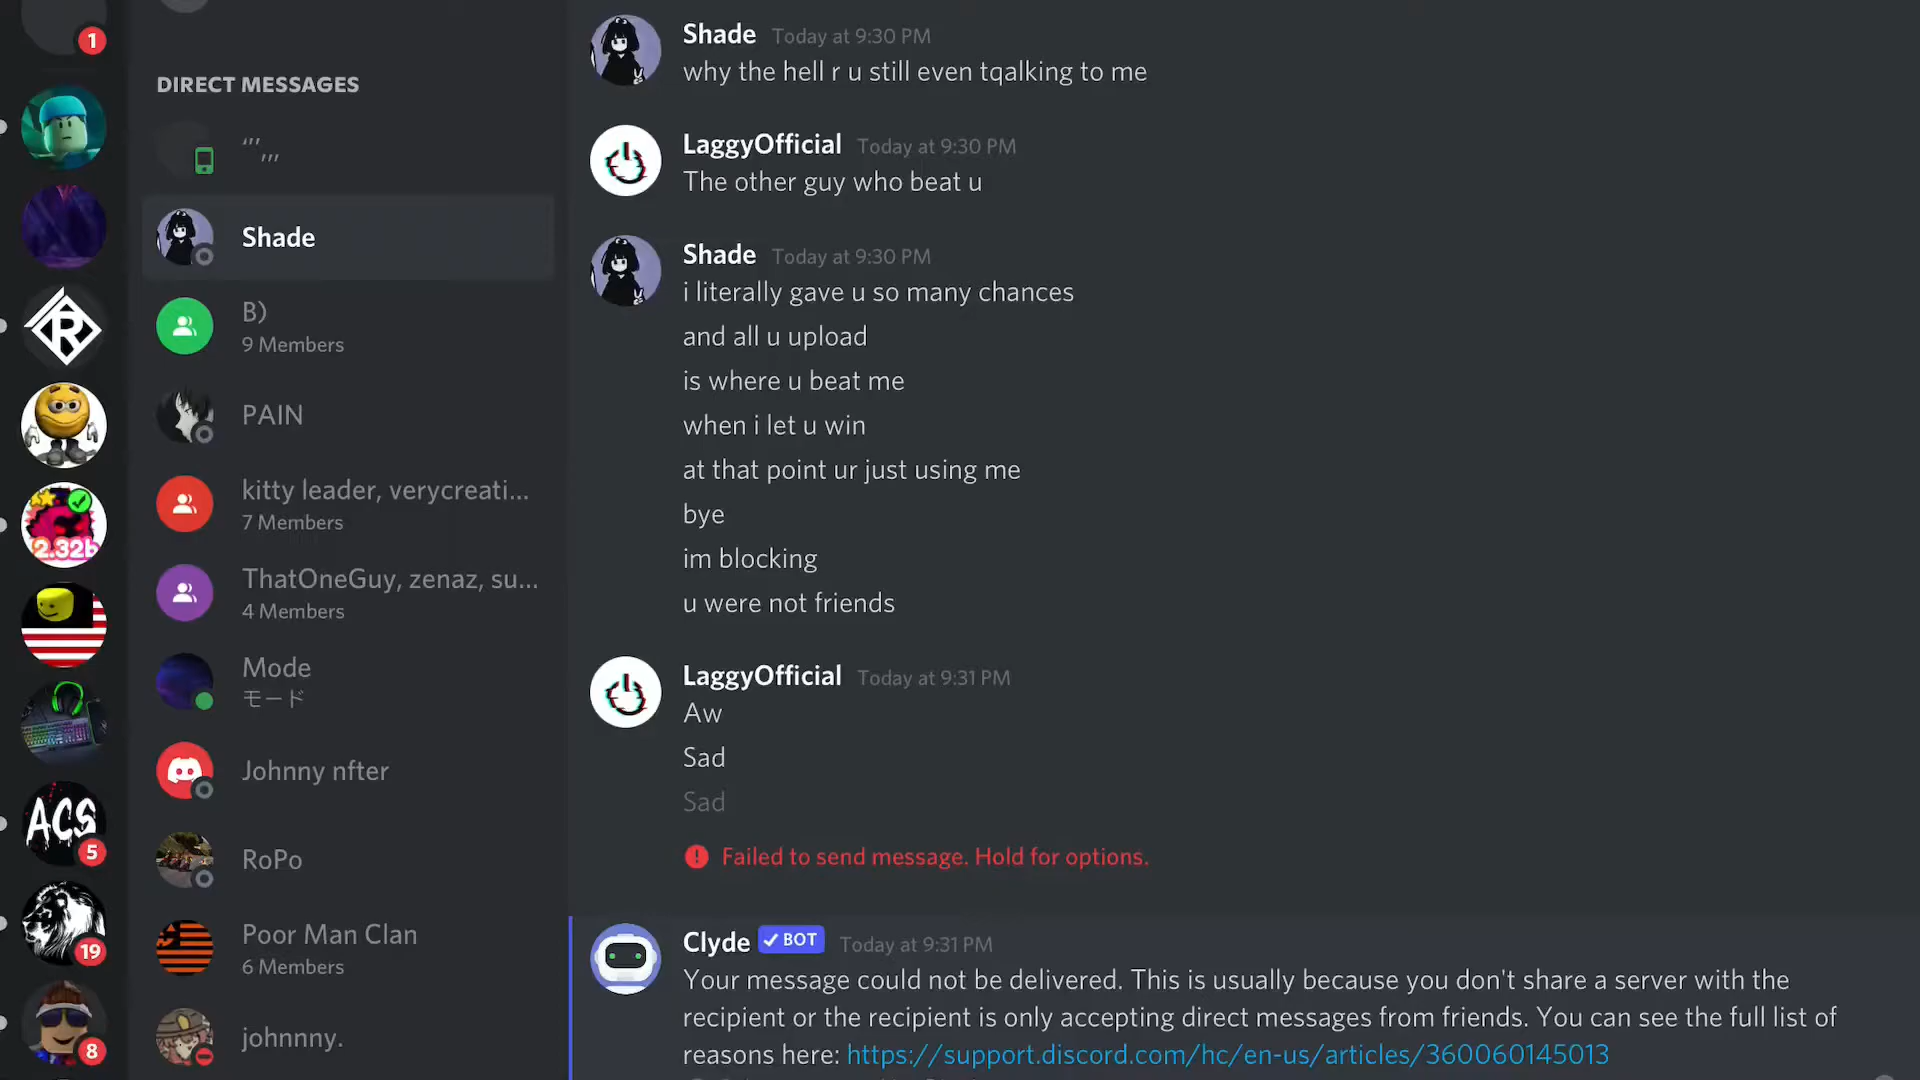 1
DIRECT MESSAGES
Shade
B)
9 Members
PAIN
kitty leader, verycreati...
7 Members
ThatOneGuy, zenaz, su...
4 Members
Mode
モード
Johnny nfter
RoPo
Poor Man Clan
6 Members
johnnny.
2.32b
ACS
5
19
8
R
Shade Today at 9:30 PM
why the hell r u still even tqalking to me
LaggyOfficial Today at 9:30 PM
The other guy who beat u
Shade Today at 9:30 PM
i literally gave u so many chances
and all u upload
is where u beat me
when i let u win
at that point ur just using me
bye
im blocking
u were not friends
LaggyOfficial Today at 9:31 PM
Aw
Sad
Sad
Failed to send message. Hold for options.
Clyde BOT Today at 9:31 PM
Your message could not be delivered. This is usually because you don't share a server with the
recipient or the recipient is only accepting direct messages from friends. You can see the full list of
reasons here: https://support.discord.com/hc/en-us/articles/360060145013